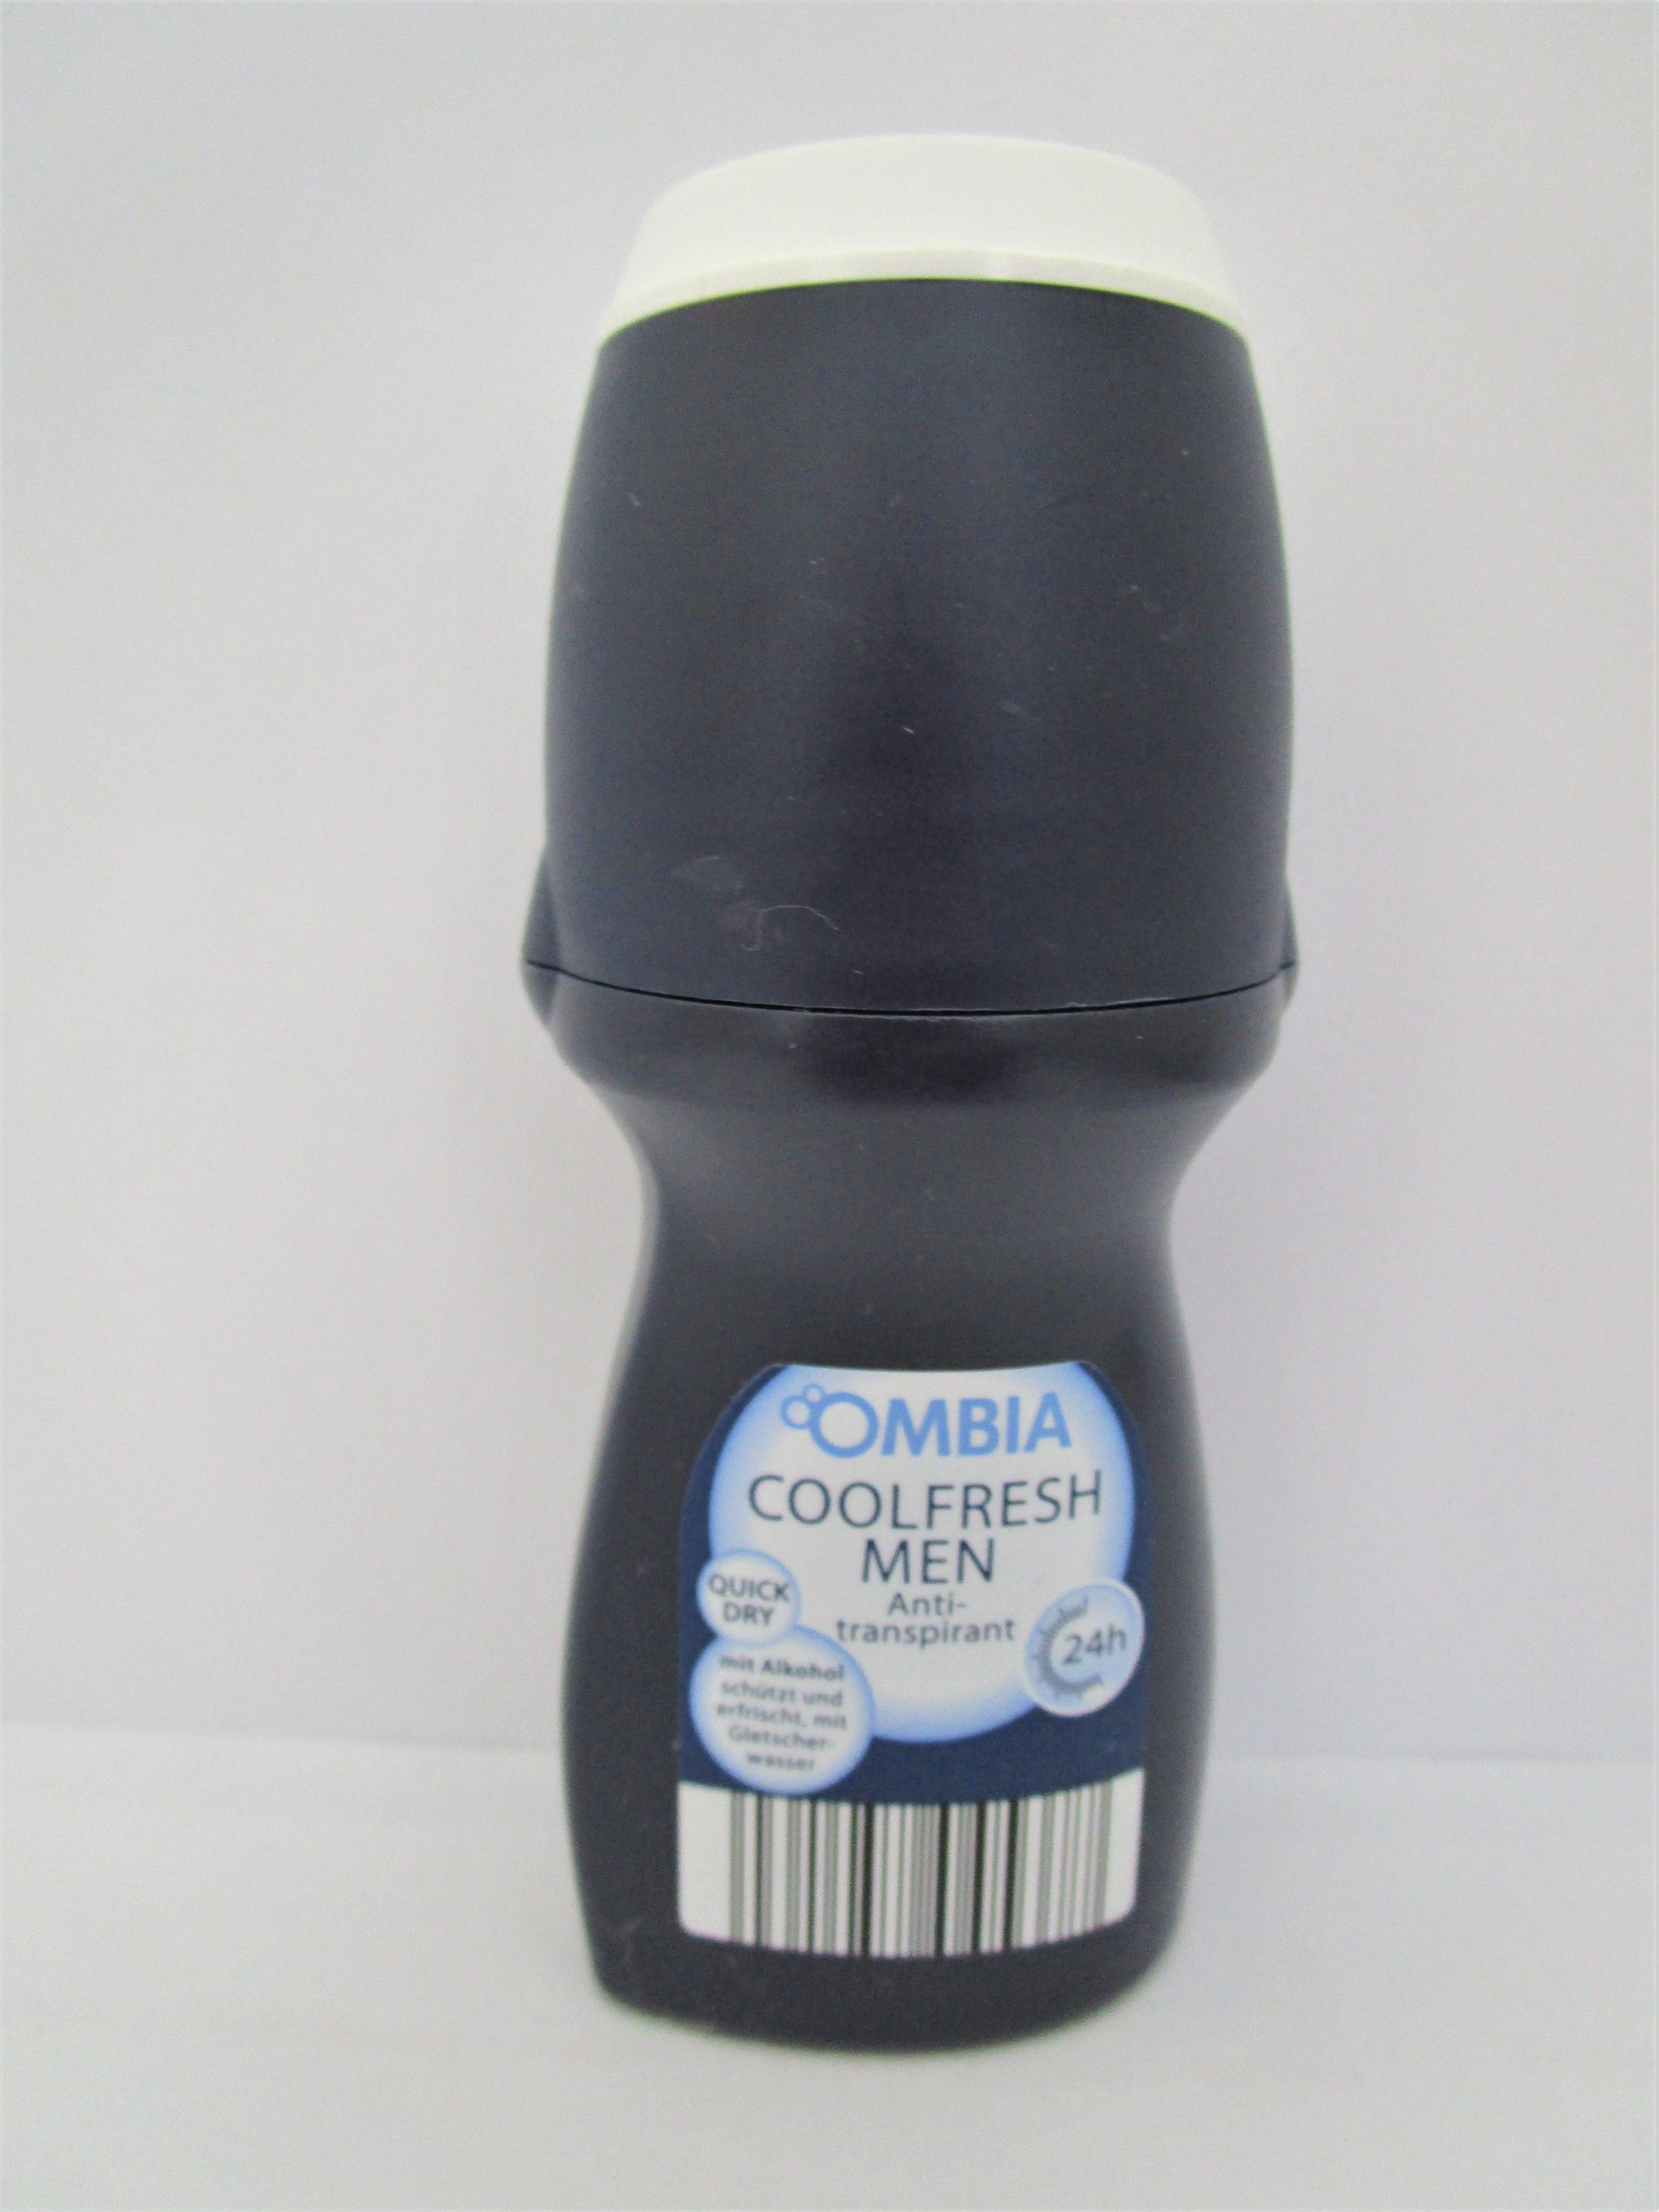 OMBIA
COOLFRESH
MEN
Anti-
transpirant
QUICK
DRY
24h
mit Alkohol
schützt und
erfrischt, mit
Gletscher-
wasser